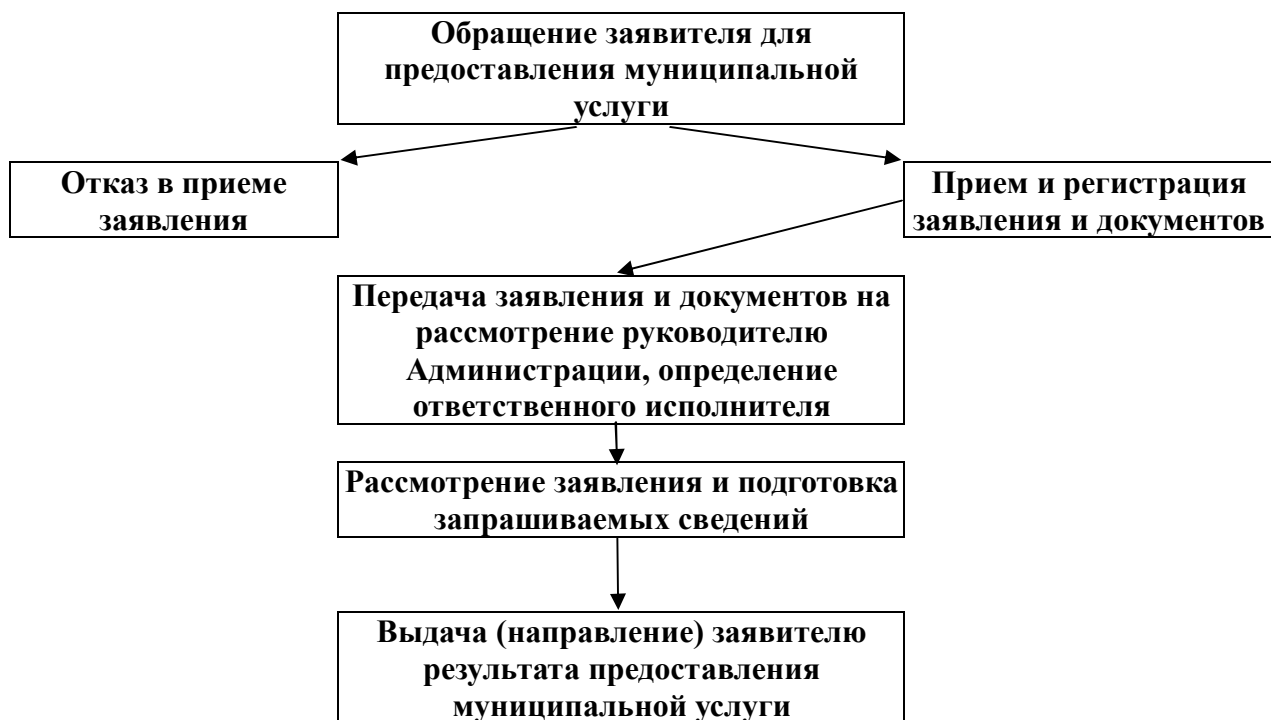 Обращение заявителя для
предоставления муниципальной
услуги
Отказ в приеме
заявления
Прием и регистрация
заявления и документов
Передача заявления и документов на
рассмотрение руководителю
Администрации, определение
ответственного исполнителя
Рассмотрение заявления и подготовка
запрашиваемых сведений
Выдача (направление) заявителю
результата предоставления
муниципальной услуги